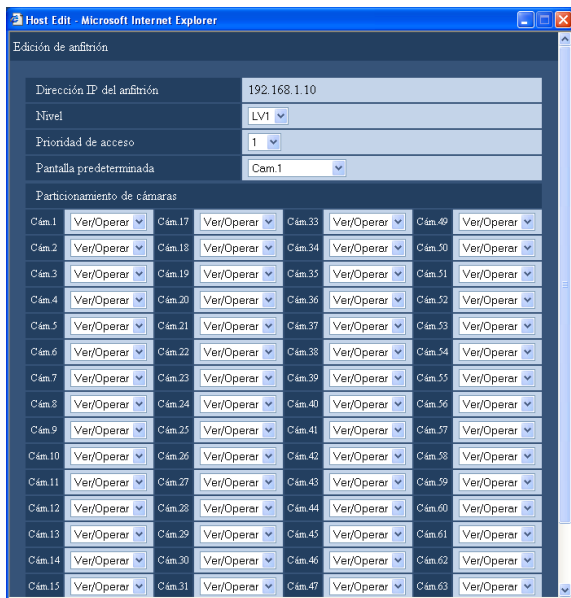 Host Edit - Microsoft Internet Explorer
Edición de anfitrión
Dirección IP del anfitrión 192.168.1.10
Nivel LV1
Prioridad de acceso 1
Pantalla predeterminada Cam.1
Particionamiento de cámaras
Cám.1 Ver/Operar Cám.17 Ver/Operar Cám.33 Ver/Operar Cám.49 Ver/Operar
Cám.2 Ver/Operar Cám.18 Ver/Operar Cám.34 Ver/Operar Cám.50 Ver/Operar
Cám.3 Ver/Operar Cám.19 Ver/Operar Cám.35 Ver/Operar Cám.51 Ver/Operar
Cám.4 Ver/Operar Cám.20 Ver/Operar Cám.36 Ver/Operar Cám.52 Ver/Operar
Cám.5 Ver/Operar Cám.21 Ver/Operar Cám.37 Ver/Operar Cám.53 Ver/Operar
Cám.6 Ver/Operar Cám.22 Ver/Operar Cám.38 Ver/Operar Cám.54 Ver/Operar
Cám.7 Ver/Operar Cám.23 Ver/Operar Cám.39 Ver/Operar Cám.55 Ver/Operar
Cám.8 Ver/Operar Cám.24 Ver/Operar Cám.40 Ver/Operar Cám.56 Ver/Operar
Cám.9 Ver/Operar Cám.25 Ver/Operar Cám.41 Ver/Operar Cám.57 Ver/Operar
Cám.10 Ver/Operar Cám.26 Ver/Operar Cám.42 Ver/Operar Cám.58 Ver/Operar
Cám.11 Ver/Operar Cám.27 Ver/Operar Cám.43 Ver/Operar Cám.59 Ver/Operar
Cám.12 Ver/Operar Cám.28 Ver/Operar Cám.44 Ver/Operar Cám.60 Ver/Operar
Cám.13 Ver/Operar Cám.29 Ver/Operar Cám.45 Ver/Operar Cám.61 Ver/Operar
Cám.14 Ver/Operar Cám.30 Ver/Operar Cám.46 Ver/Operar Cám.62 Ver/Operar
Cám.15 Ver/Operar Cám.31 Ver/Operar Cám.47 Ver/Operar Cám.63 Ver/Operar